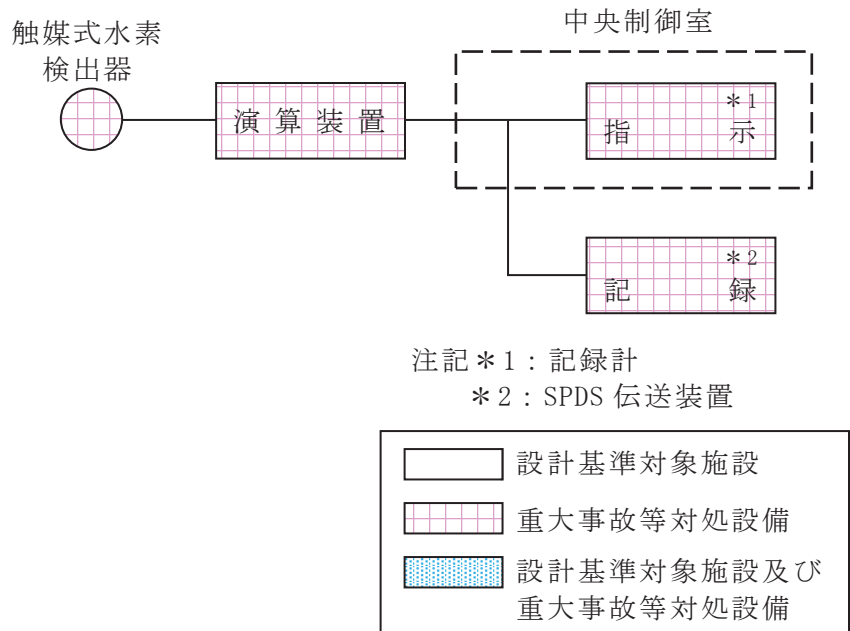 中央制御室
触媒式水素
検出器
演算装置
＊1
指示
＊2
記録
注記＊1：記録計
＊2：SPDS 伝送装置
設計基準対象施設
重大事故等対処設備
設計基準対象施設及び
重大事故等対処設備